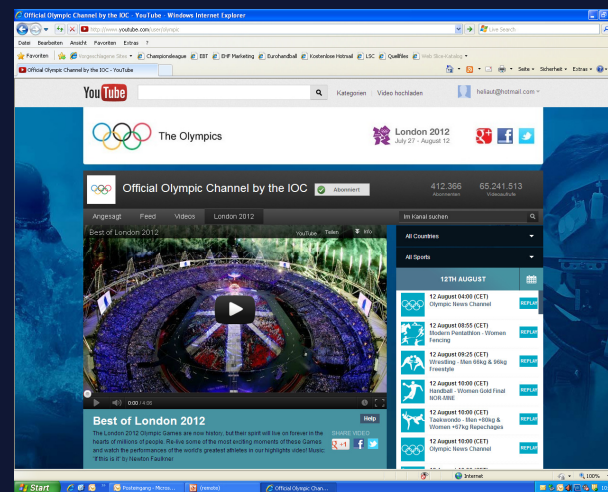 Official Olympic Channel by the IOC - YouTube - Windows Internet Explorer
http://www.youtube.com/user/olympic
Live Search
Datei Bearbeiten Ansicht Favoriten Extras ?
Favoriten Vorgeschlagene Sites Championsleague EBT EHF Marketing Eurohandball Kostenlose Hotmail LSC Quellfiles Web Slice-Katalog
Official Olympic Channel by the IOC - YouTube
Seite Sicherheit Extras
YouTube
Kategorien Video hochladen
heliaut@hotmail.com
The Olympics
London 2012
July 27 - August 12
Official Olympic Channel by the IOC
Abonniert
412.366
Abonnenten
65.241.513
Videoaufrufe
Angesagt Feed Videos London 2012
Im Kanal suchen
Best of London 2012
YouTube Teilen Info
0:00 / 4:06
Best of London 2012
Help
The London 2012 Olympic Games are now history, but their spirit will live on forever in the
hearts of millions of people. Re-live some of the most exciting moments of these Games
and watch the performances of the world's greatest athletes in our highlights video! Music:
'If this is it' by Newton Faulkner
SHARE VIDEO
+1
All Countries
All Sports
12TH AUGUST
12 August 04:00 (CET)
Olympic News Channel
REPLAY
12 August 08:55 (CET)
Modern Pentathlon - Women
Fencing
REPLAY
12 August 09:25 (CET)
Wrestling - Men 66kg & 96kg
Freestyle
REPLAY
12 August 10:00 (CET)
Handball - Women Gold Final
NOR-MNE
REPLAY
12 August 10:00 (CET)
Taekwondo - Men +80kg &
Women +67kg Repechages
REPLAY
12 August 10:00 (CET)
Olympic News Channel
REPLAY
Internet
100%
Start
Posteingang - Micros...
(remote)
Official Olympic Chan...